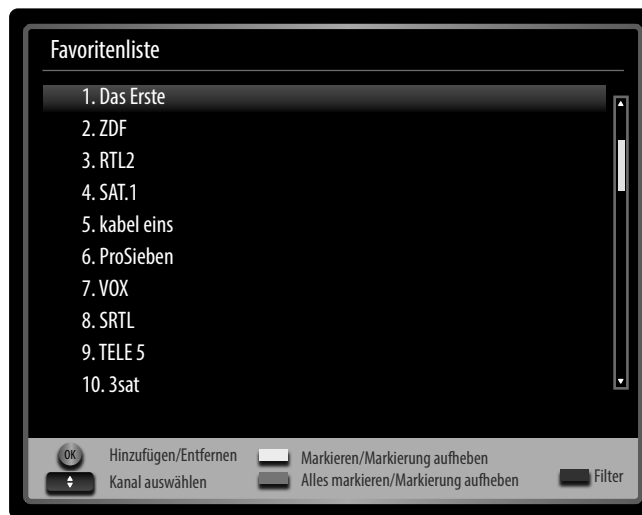 Favoritenliste
1. Das Erste
2. ZDF
3. RTL2
4. SAT.1
5. kabel eins
6. ProSieben
7. VOX
8. SRTL
9. TELE 5
10. 3sat
OK Hinzufügen/Entfernen Markieren/Markierung aufheben
Kanal auswählen Alles markieren/Markierung aufheben Filter